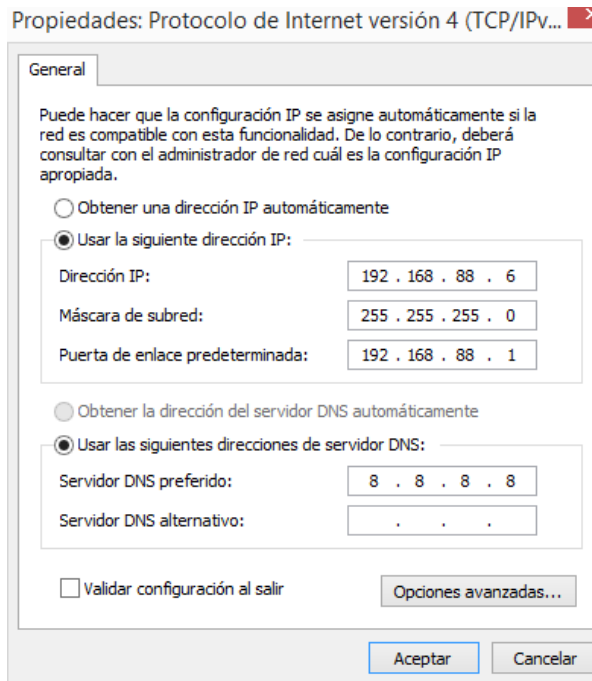 Propiedades: Protocolo de Internet versión 4 (TCP/IPv...
General
Puede hacer que la configuración IP se asigne automáticamente si la
red es compatible con esta funcionalidad. De lo contrario, deberá
consultar con el administrador de red cuál es la configuración IP
apropiada.
Obtener una dirección IP automáticamente
Usar la siguiente dirección IP:
Dirección IP: 192 . 168 . 88 . 6
Máscara de subred: 255 . 255 . 255 . 0
Puerta de enlace predeterminada: 192 . 168 . 88 . 1
Obtener la dirección del servidor DNS automáticamente
Usar las siguientes direcciones de servidor DNS:
Servidor DNS preferido: 8 . 8 . 8 . 8
Servidor DNS alternativo: . . .
Validar configuración al salir Opciones avanzadas...
Aceptar Cancelar